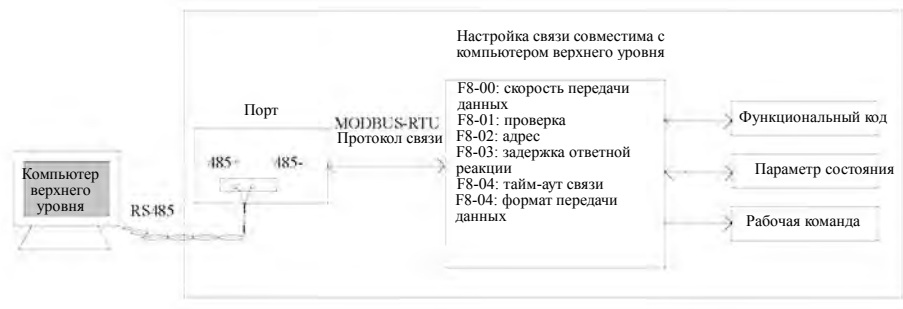 Настройка связи совместима с
компьютером верхнего уровня
Порт
MODBUS-RTU
Протокол связи
485+ 485-
Компьютер
верхнего
уровня
RS485
F8-00: скорость передачи
данных
F8-01: проверка
F8-02: адрес
F8-03: задержка ответной
реакции
F8-04: тайм-аут связи
F8-04: формат передачи
данных
Функциональный код
Параметр состояния
Рабочая команда